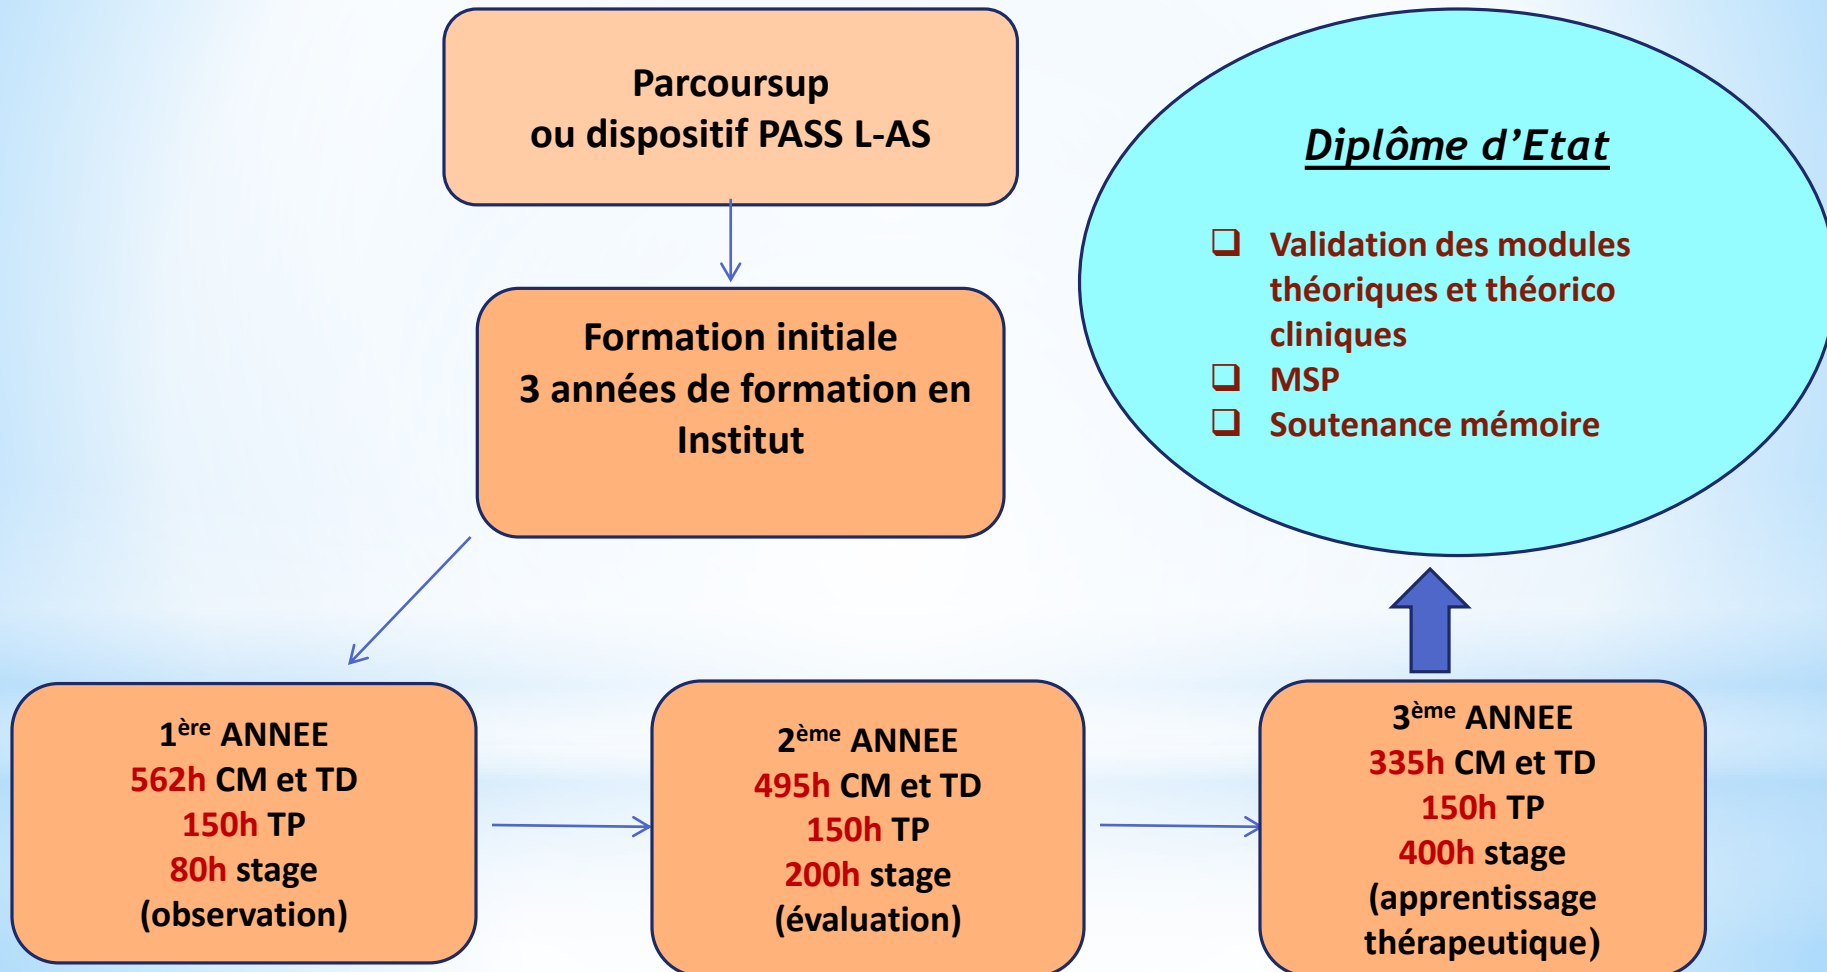 Parcoursup
ou dispositif PASS L-AS
Formation initiale
3 années de formation en
Institut
1ère ANNEE
562h CM et TD
150h TP
80h stage
(observation)
2ème ANNEE
495h CM et TD
150h TP
200h stage
(évaluation)
3ème ANNEE
335h CM et TD
150h TP
400h stage
(apprentissage
thérapeutique)
Diplôme d’Etat
❑ Validation des modules
théoriques et théorico
cliniques
❑ MSP
❑ Soutenance mémoire